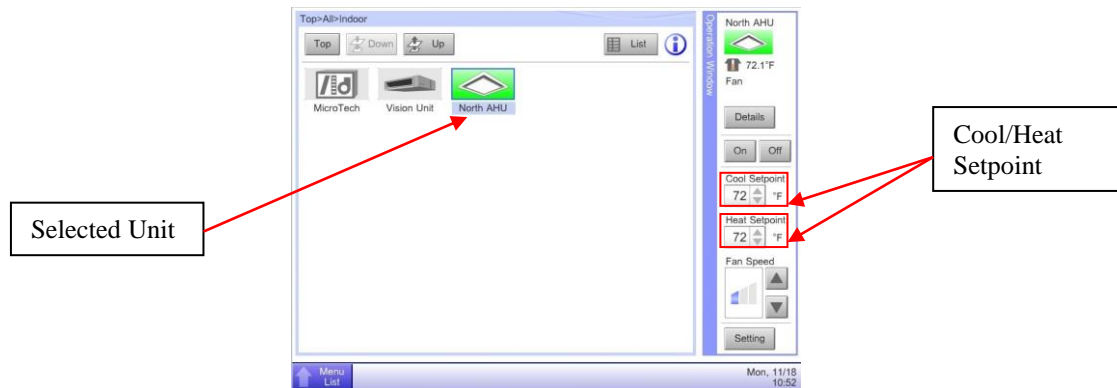 Top>All>Indoor
Top
Down
Up
List
MicroTech
Vision Unit
North AHU
Operation Window
North AHU
72.1°F
Fan
Details
On
Off
Cool Setpoint
72
°F
Heat Setpoint
72
°F
Fan Speed
Setting
Menu
List
Mon, 11/18
10:52
Selected Unit
Cool/Heat
Setpoint